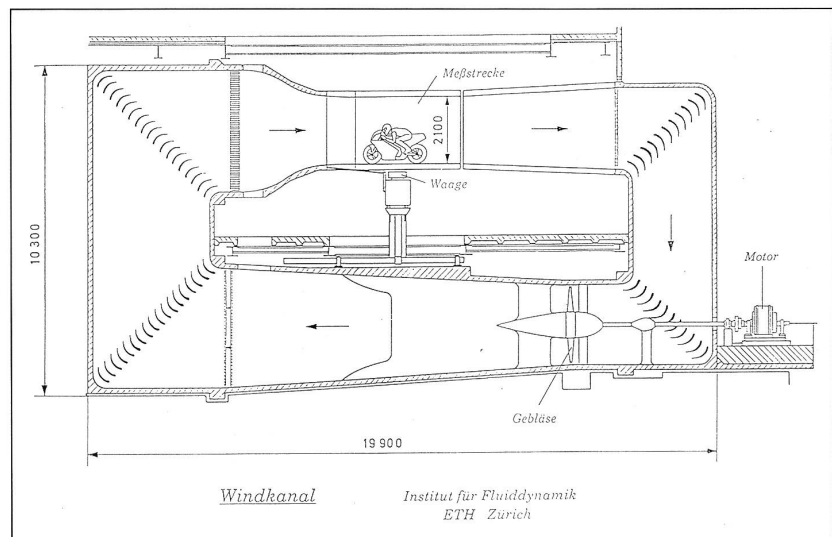 Meßstrecke
2100
Waage
10300
Motor
Gebläse
19900
Windkanal
Institut für Fluiddynamik
ETH Zürich